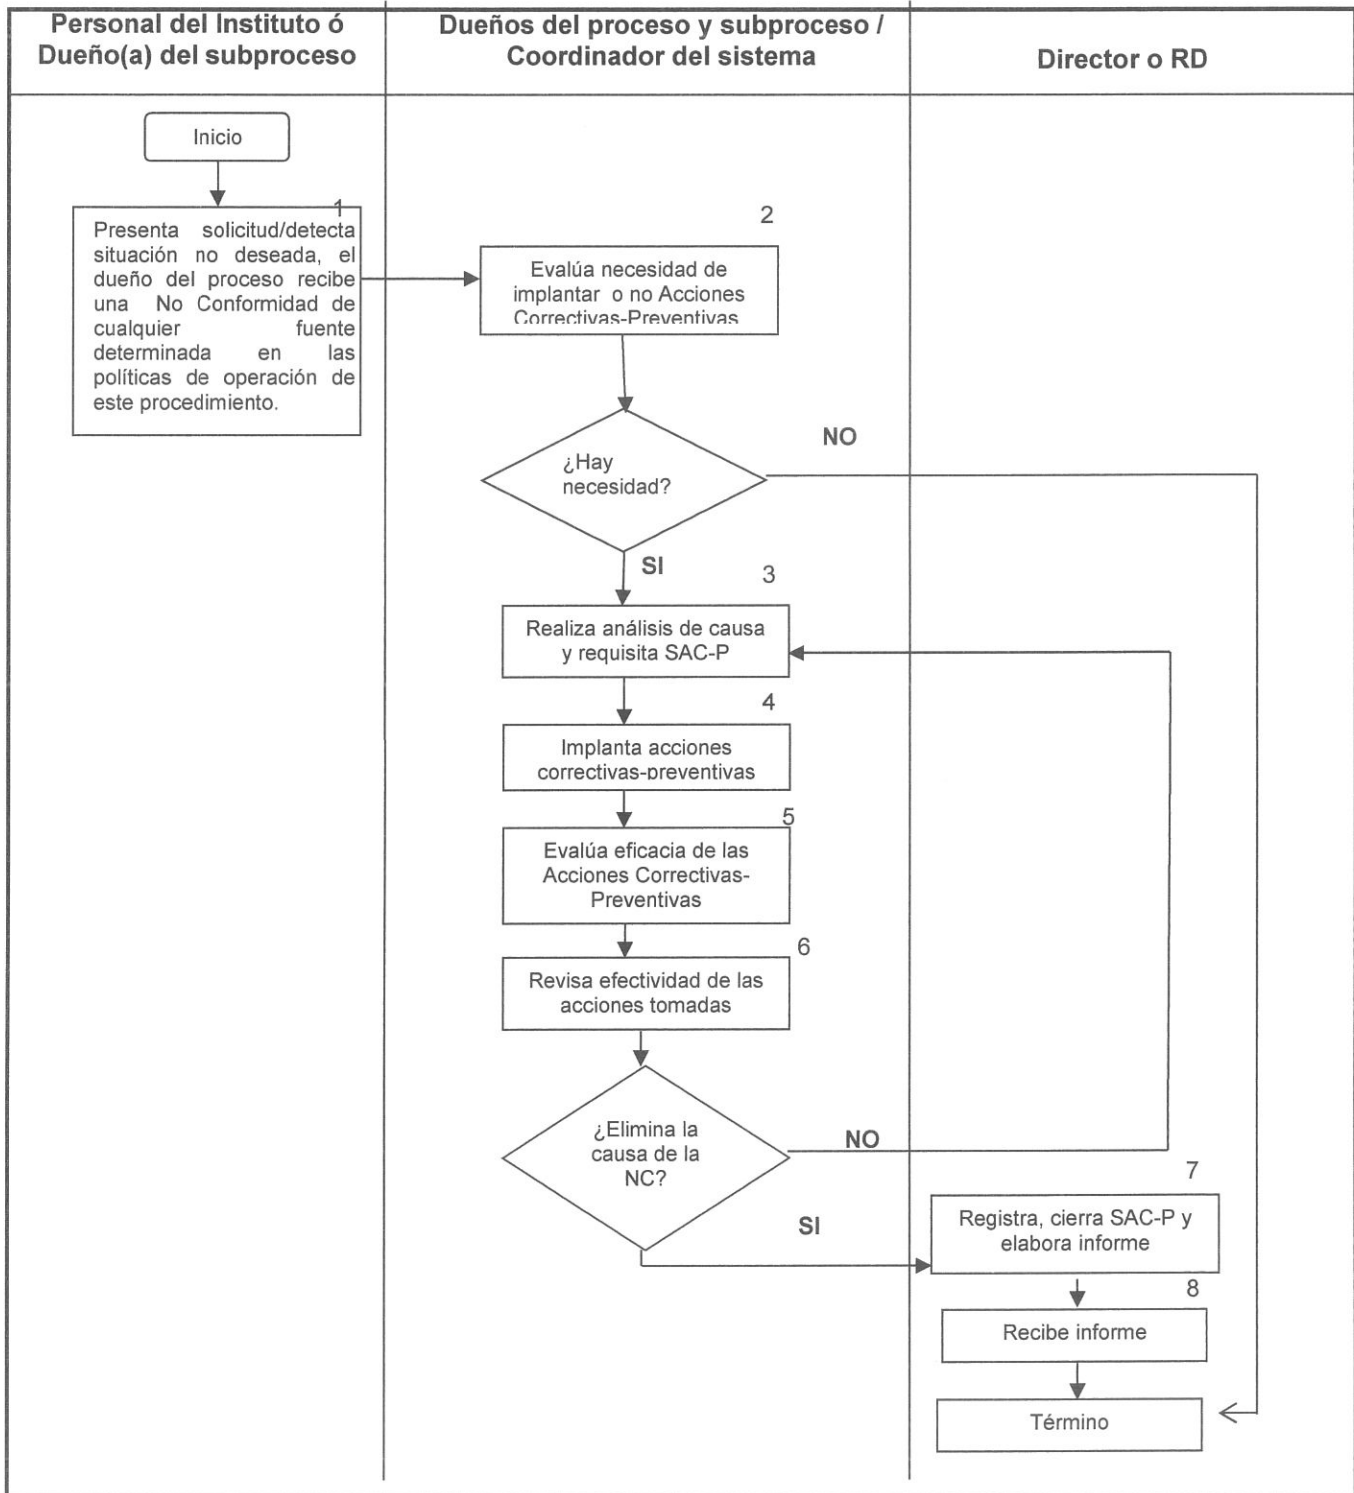 Personal del Instituto ó
Dueño(a) del subproceso
Dueños del proceso y subproceso /
Coordinador del sistema
Director o RD
Inicio
1
Presenta solicitud/detecta
situación no deseada, el
dueño del proceso recibe
una No Conformidad de
cualquier fuente
determinada en las
políticas de operación de
este procedimiento.
2
Evalúa necesidad de
implantar o no Acciones
Correctivas-Preventivas
NO
¿Hay
necesidad?
SI
3
Realiza análisis de causa
y requisita SAC-P
4
Implanta acciones
correctivas-preventivas
5
Evalúa eficacia de las
Acciones Correctivas-
Preventivas
6
Revisa efectividad de las
acciones tomadas
¿Elimina la
causa de la
NC?
NO
SI
7
Registra, cierra SAC-P y
elabora informe
8
Recibe informe
Término